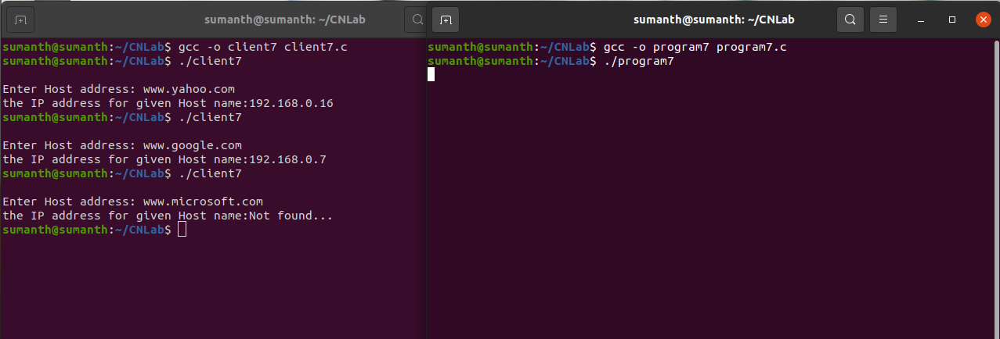 sumanth@sumanth: ~/CNLab
sumanth@sumanth:~/CNLab$ gcc -o client7 client7.c
sumanth@sumanth:~/CNLab$ ./client7
Enter Host address: www.yahoo.com
the IP address for given Host name:192.168.0.16
sumanth@sumanth:~/CNLab$ ./client7
Enter Host address: www.google.com
the IP address for given Host name:192.168.0.7
sumanth@sumanth:~/CNLab$ ./client7
Enter Host address: www.microsoft.com
the IP address for given Host name:Not found...
sumanth@sumanth:~/CNLab$
sumanth@sumanth: ~/CNLab
sumanth@sumanth:~/CNLab$ gcc -o program7 program7.c
sumanth@sumanth:~/CNLab$ ./program7